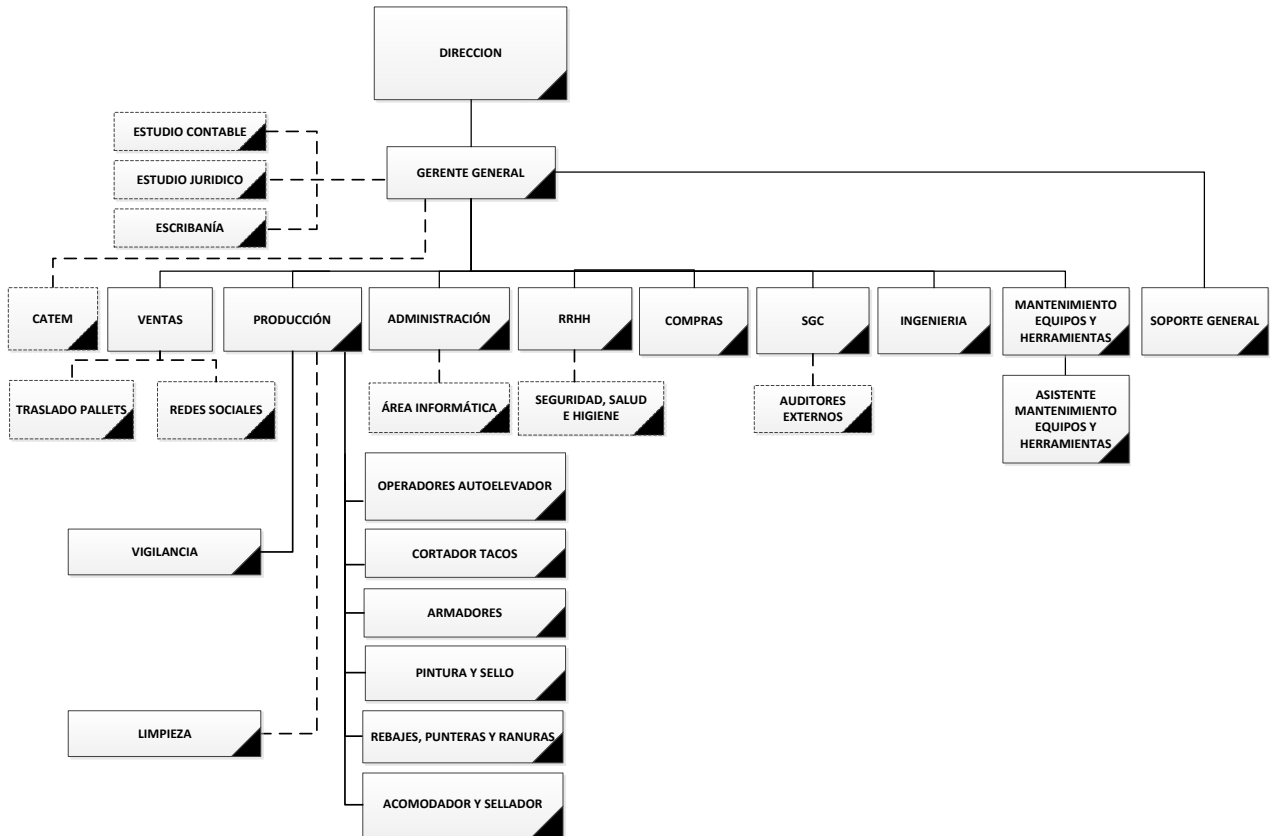 DIRECCION
ESTUDIO CONTABLE
ESTUDIO JURIDICO
GERENTE GENERAL
ESCRIBANÍA
CATEM
VENTAS
PRODUCCIÓN
ADMINISTRACIÓN
RRHH
COMPRAS
SGC
INGENIERIA
MANTENIMIENTO
EQUIPOS Y
HERRAMIENTAS
SOPORTE GENERAL
TRASLADO PALLETS
REDES SOCIALES
ÁREA INFORMÁTICA
SEGURIDAD, SALUD
E HIGIENE
AUDITORES
EXTERNOS
ASISTENTE
MANTENIMIENTO
EQUIPOS Y
HERRAMIENTAS
OPERADORES AUTOELEVADOR
VIGILANCIA
CORTADOR TACOS
ARMADORES
PINTURA Y SELLO
LIMPIEZA
REBAJES, PUNTERAS Y RANURAS
ACOMODADOR Y SELLADOR